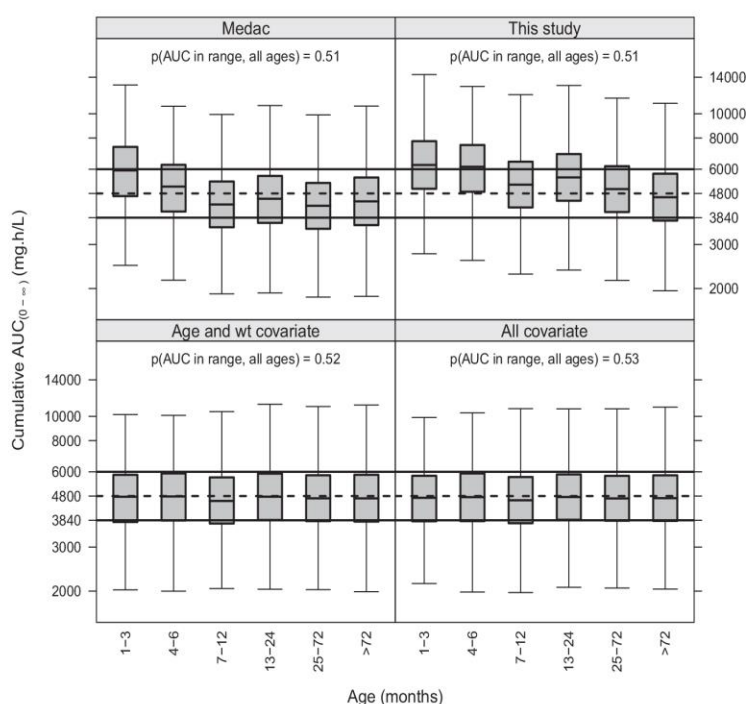 Medac
This study
p(AUC in range, all ages) = 0.51
p(AUC in range, all ages) = 0.51
14000
10000
8000
6000
4800
3840
3000
2000
Age and wt covariate
All covariate
p(AUC in range, all ages) = 0.52
p(AUC in range, all ages) = 0.53
14000
10000
8000
6000
4800
3840
3000
2000
Cumulative AUC(0 − ∞) (mg.h/L)
1−3
4−6
7−12
13−24
25−72
>72
1−3
4−6
7−12
13−24
25−72
>72
Age (months)